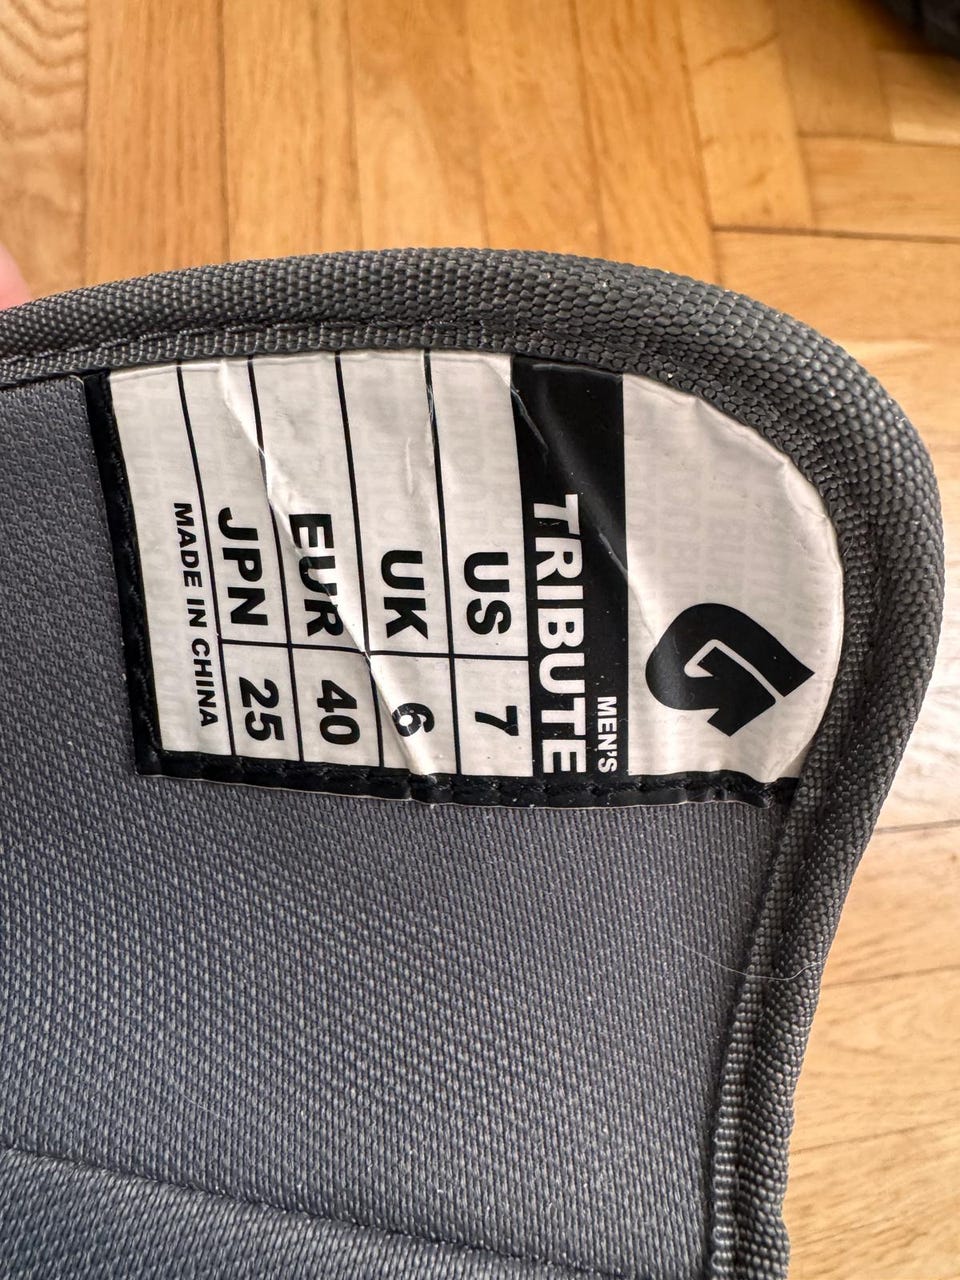 MEN'S
TRIBUTE
US 7
UK 6
EUR 40
JPN 25
MADE IN CHINA